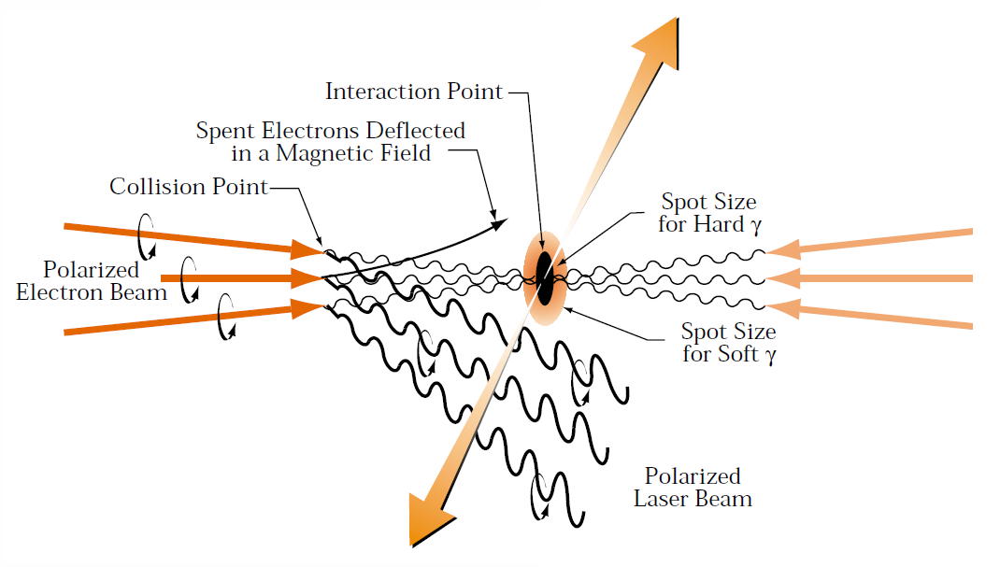 Interaction Point
Spent Electrons Deflected
in a Magnetic Field
Collision Point
Spot Size
for Hard γ
Polarized
Electron Beam
Spot Size
for Soft γ
Polarized
Laser Beam